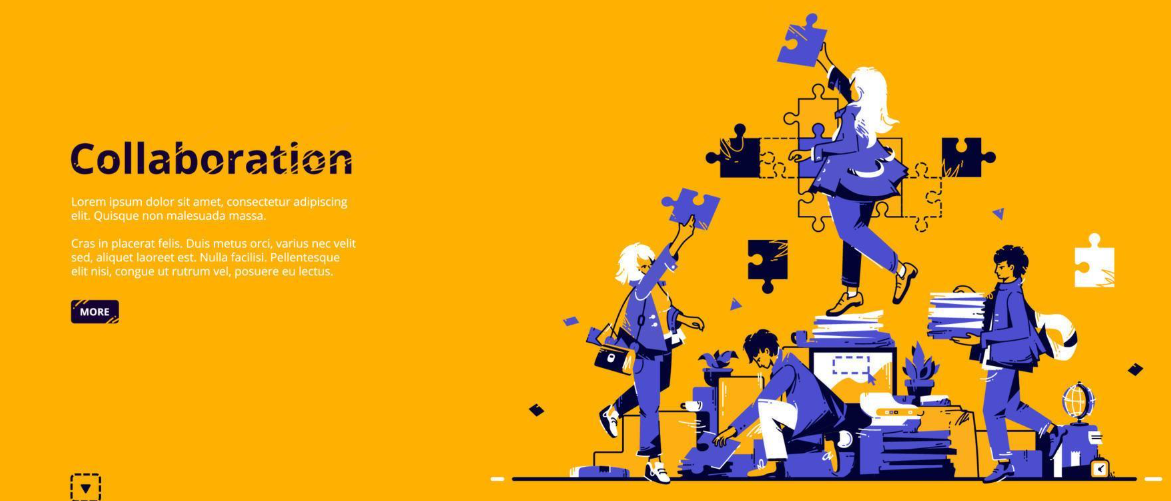 Collaboration
Lorem ipsum dolor sit amet, consectetur adipiscing
elit. Quisque non malesuada massa.
Cras in placerat felis. Duis metus orci, varius nec velit
sed, aliquet laoreet est. Nulla facilisi. Pellentesque
elit nisi, congue ut rutrum vel, posuere eu lectus.
MORE